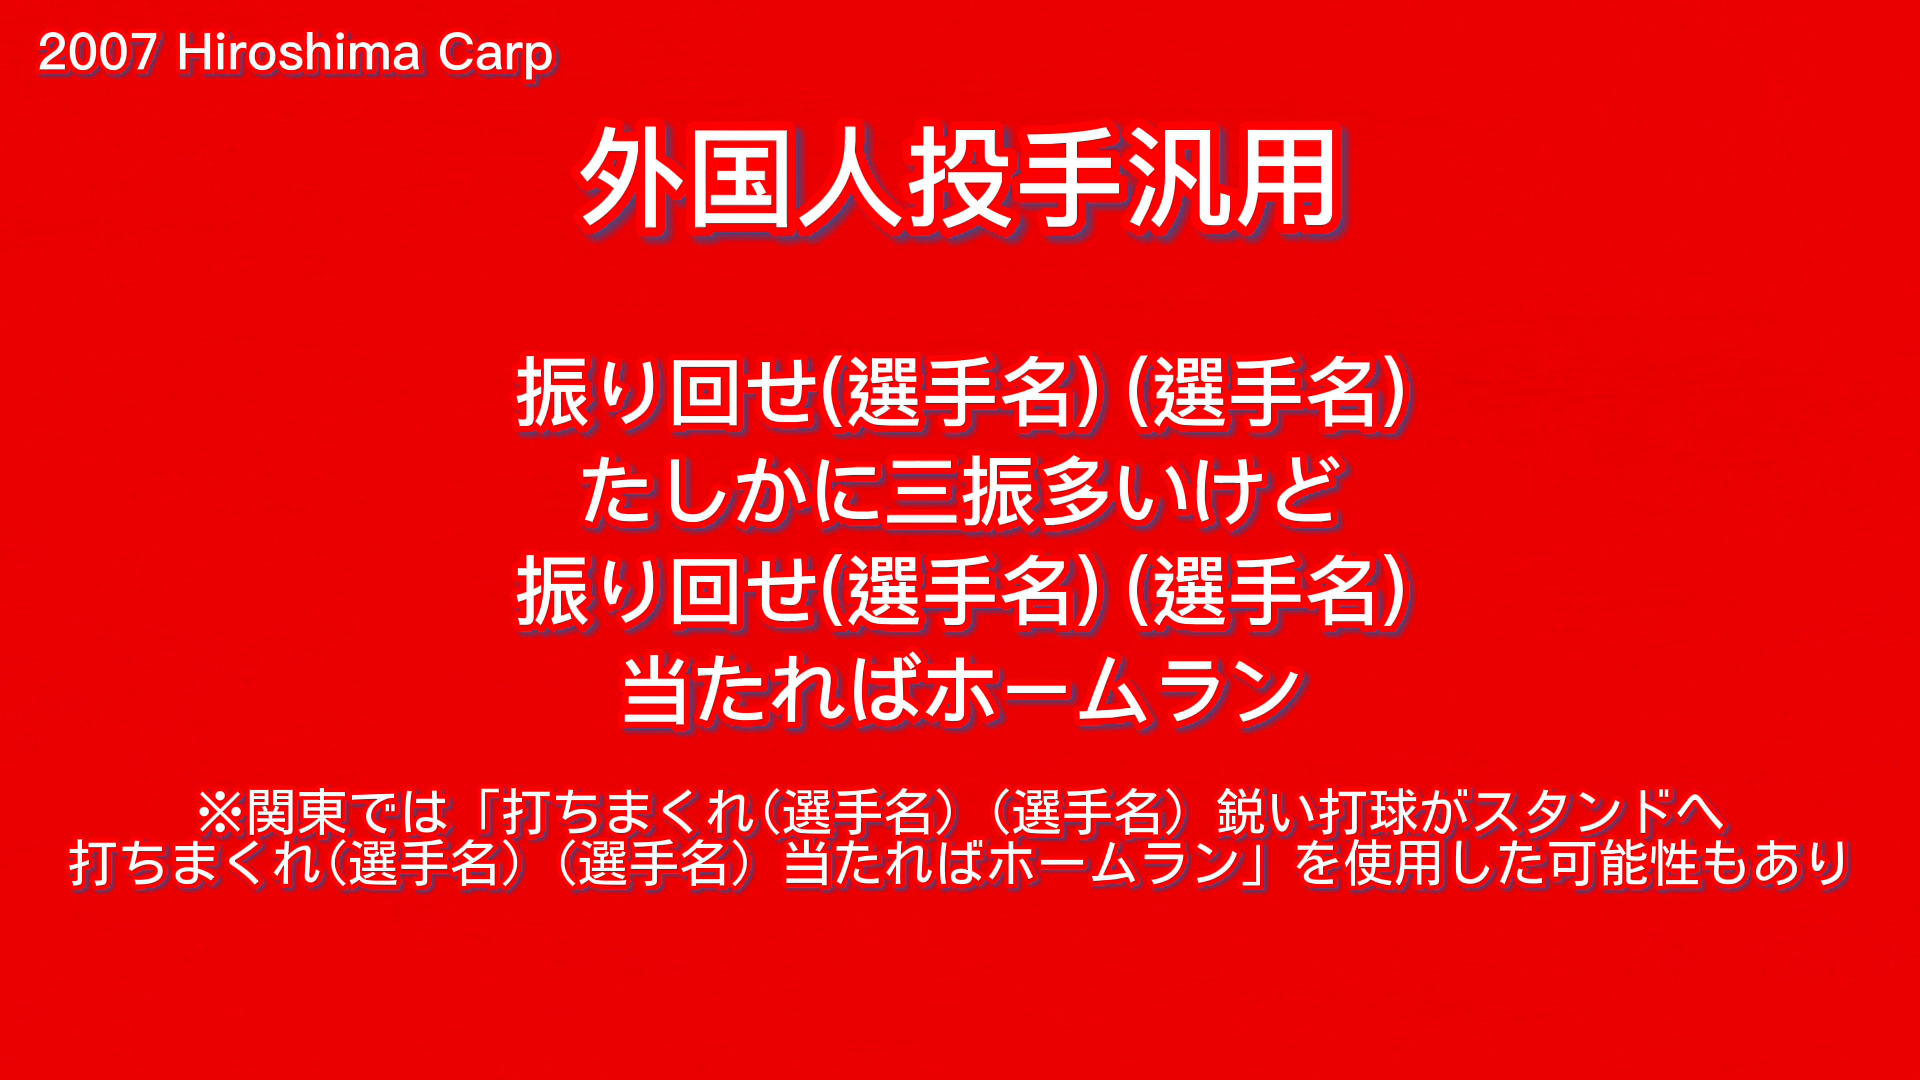 2007 Hiroshima Carp
外国人投手汎用
振り回せ(選手名) (選手名)
たしかに三振多いけど
振り回せ(選手名) (選手名)
当たればホームラン
※関東では「打ちまくれ(選手名) (選手名) 鋭い打球がスタンドへ
打ちまくれ(選手名) (選手名) 当たればホームラン」を使用した可能性もあり